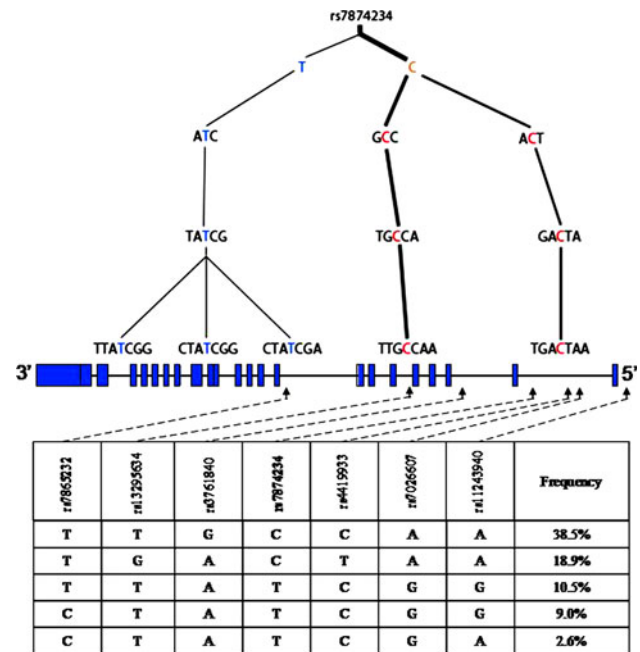 rs7874234
T C
ATC GCC ACT
TATCG TGCCA GACTA
TTATCGG CTATCGG CTATCGA TTGCCAA TGACTAA
3' 5'
rs7865232 rs13295634 rs3761840 rs7874234 rs4419933 rs7026607 rs11243940 Frequency
T T G C C A A 38.5%
T G A C T A A 18.9%
T T A T C G G 10.5%
C T A T C G G 9.0%
C T A T C G A 2.6%